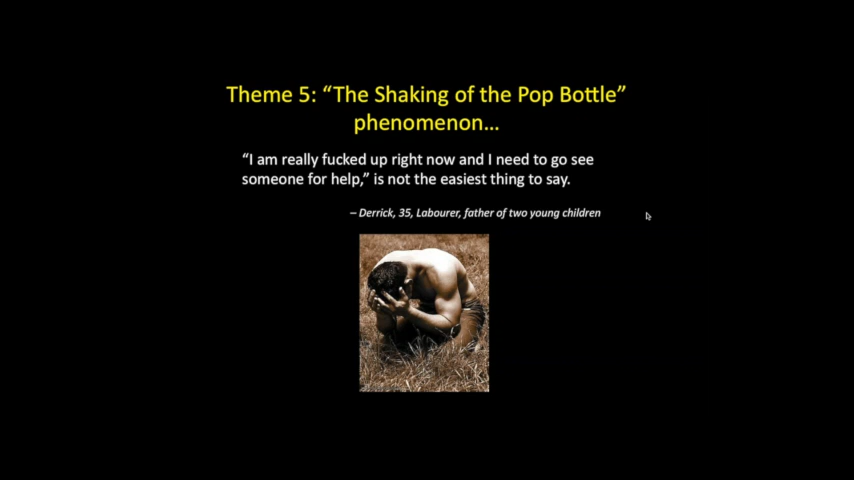 Theme 5: “The Shaking of the Pop Bottle”
phenomenon…
“I am really fucked up right now and I need to go see
someone for help,” is not the easiest thing to say.
– Derrick, 35, Labourer, father of two young children